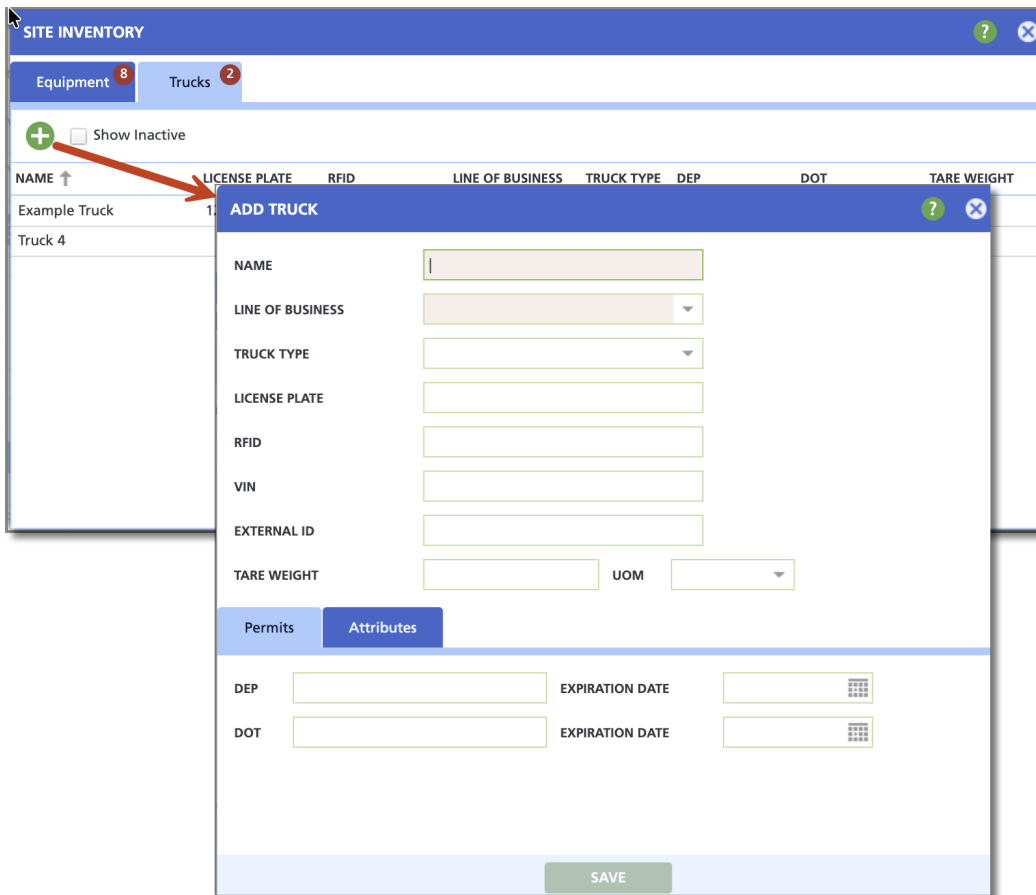 SITE INVENTORY ?
Equipment 8 Trucks 2
Show Inactive
NAME LICENSE PLATE RFID LINE OF BUSINESS TRUCK TYPE DEP DOT TARE WEIGHT
Example Truck 12
Truck 4
ADD TRUCK ?
NAME
LINE OF BUSINESS
TRUCK TYPE
LICENSE PLATE
RFID
VIN
EXTERNAL ID
TARE WEIGHT UOM
Permits Attributes
DEP EXPIRATION DATE
DOT EXPIRATION DATE
SAVE